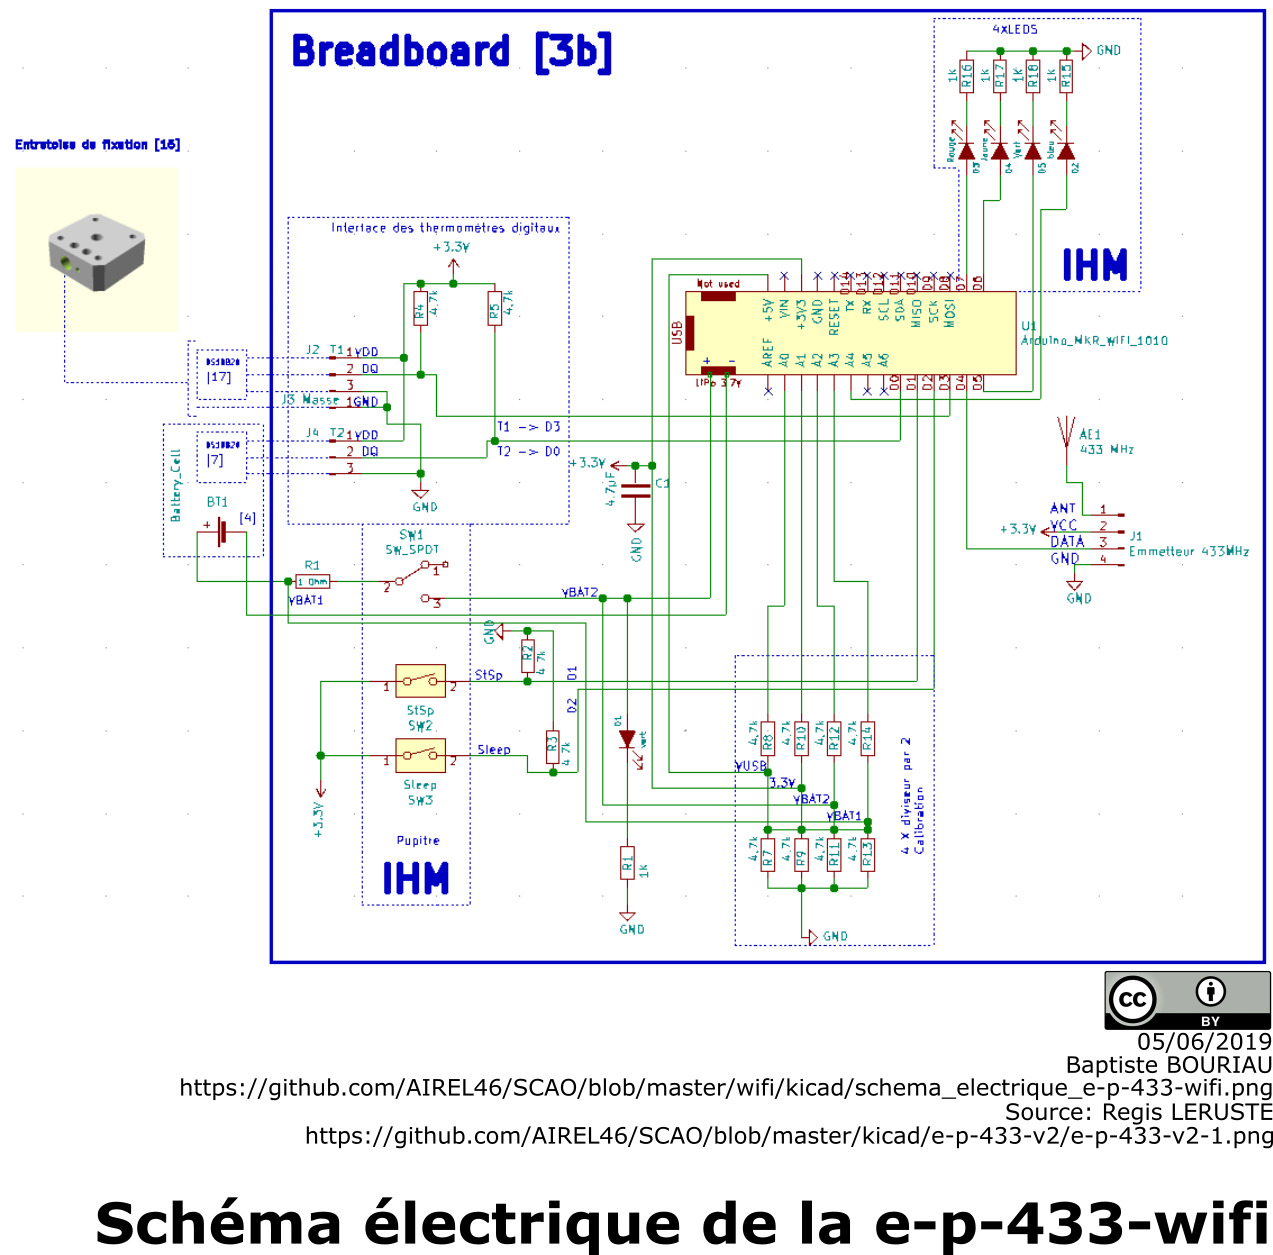 Breadboard [3b]
4xLEDS
GND
1k
R16
1k
R17
1k
R18
1k
R15
Rouge
D3
Jaune
D4
Vert
D5
bleu
D2
IHM
Entretoise de fixation [16]
Interface des thermomètres digitaux
+3.3V
R4
4.7k
R5
4.7k
J2 T1
1 VDD
2 DQ
3
J3 Masse
1 GND
J4 T2
1 VDD
2 DQ
3
GND
T1 -> D3
T2 -> D0
DS18B20
[17]
DS18B20
[7]
Battery_Cell
BT1
+
[4]
Not used
USB
+ -
LiPo 3.7V
+5V
VIN
+3V3
GND
RESET
TX
RX
SCL
SDA
MISO
SCK
MOSI
D14
D13
D12
D11
D10
D9
D8
D7
D6
AREF
A0
A1
A2
A3
A4
A5
A6
D0
D1
D2
D3
D4
D5
U1
Arduino_MKR_WIFI_1010
AE1
433 MHz
ANT
1
+3.3V
VCC
2
DATA
3
GND
4
J1
Emmetteur 433MHz
GND
+3.3V
4.7µF
C1
GND
SW1
SW_SPDT
R1
1 Ohm
VBAT1
2
1
3
VBAT2
GND
R2
4.7k
StSp
D1
D2
1
2
StSp
SW2
Sleep
R3
4.7k
1
2
Sleep
SW3
+3.3V
Pupitre
IHM
D1
vert
R1
1k
GND
4.7k
R8
4.7k
R10
4.7k
R12
4.7k
R14
VUSB
3.3V
VBAT2
VBAT1
4.7k
R7
4.7k
R9
4.7k
R11
4.7k
R13
4 X diviseur par 2
Calibration
GND
cc
BY
05/06/2019
Baptiste BOURIAU
https://github.com/AIREL46/SCAO/blob/master/wifi/kicad/schema_electrique_e-p-433-wifi.png
Source: Regis LERUSTE
https://github.com/AIREL46/SCAO/blob/master/kicad/e-p-433-v2/e-p-433-v2-1.png
Schéma électrique de la e-p-433-wifi